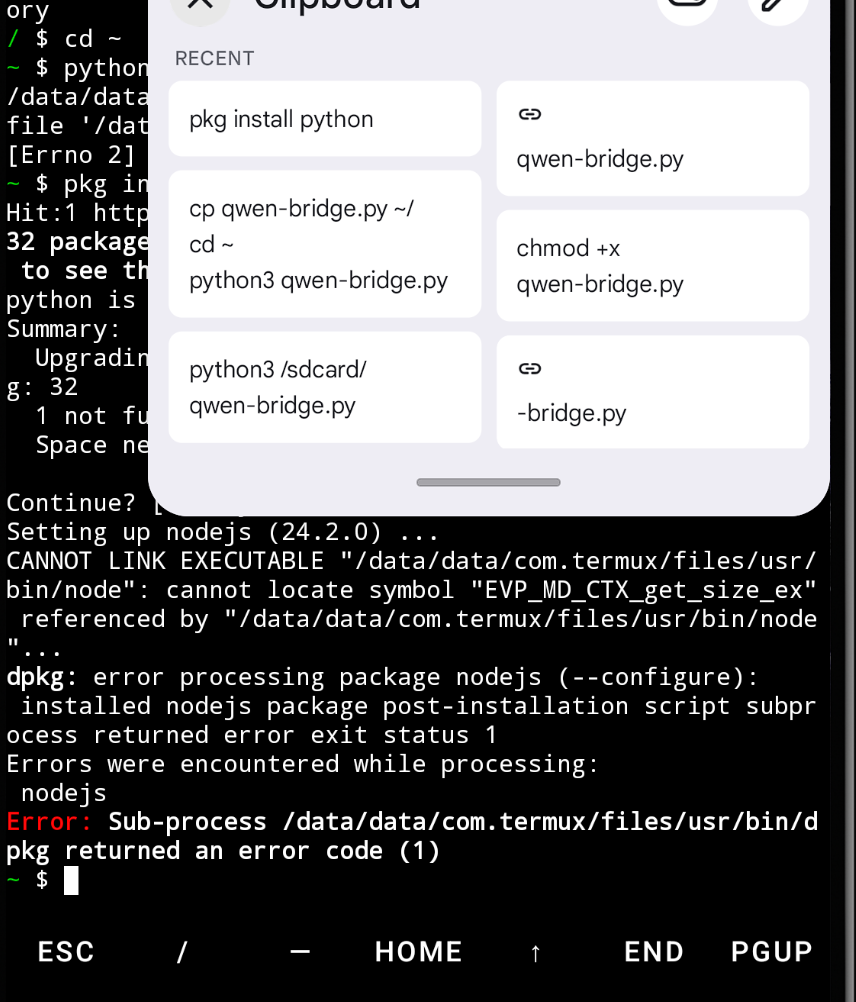 ory
Clipboard
/ $ cd ~
RECENT
~ $ python
/data/data
pkg install python
qwen-bridge.py
file '/dat
[Errno 2]
~ $ pkg in
Hit:1 http
cp qwen-bridge.py ~/
cd ~
python3 qwen-bridge.py
chmod +x
qwen-bridge.py
32 package
to see th
python is
Summary:
Upgradin
python3 /sdcard/
qwen-bridge.py
-bridge.py
g: 32
1 not fu
Space ne
Continue? [
Setting up nodejs (24.2.0) ...
CANNOT LINK EXECUTABLE "/data/data/com.termux/files/usr/
bin/node": cannot locate symbol "EVP_MD_CTX_get_size_ex"
referenced by "/data/data/com.termux/files/usr/bin/node
"...
dpkg: error processing package nodejs (--configure):
installed nodejs package post-installation script subpr
ocess returned error exit status 1
Errors were encountered while processing:
nodejs
Error: Sub-process /data/data/com.termux/files/usr/bin/d
pkg returned an error code (1)
~ $
ESC / — HOME ↑ END PGUP